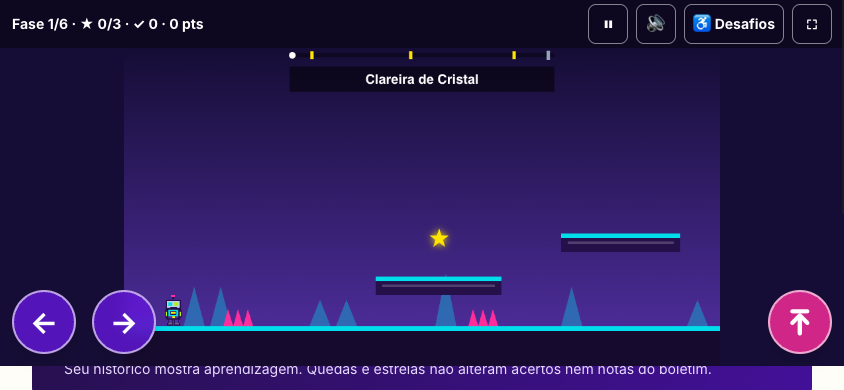 Fase 1/6 · ★ 0/3 · ✓ 0 · 0 pts
Desafios
Clareira de Cristal
Seu histórico mostra aprendizagem. Quedas e estrelas não alteram acertos nem notas do boletim.